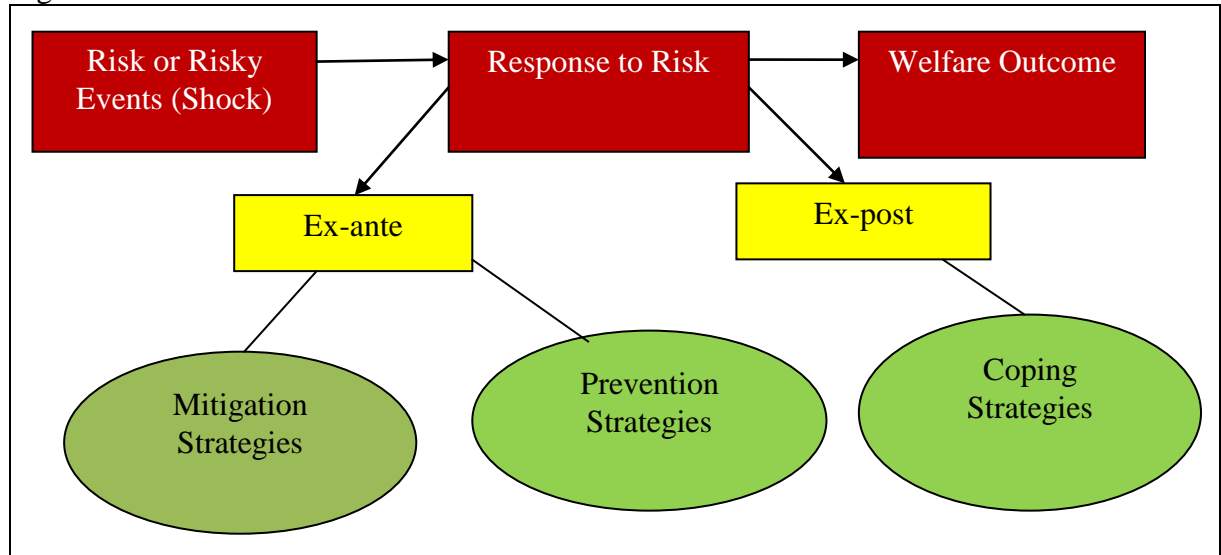 Risk or Risky
Events (Shock)
Response to Risk
Welfare Outcome
Ex-ante
Ex-post
Mitigation
Strategies
Prevention
Strategies
Coping
Strategies